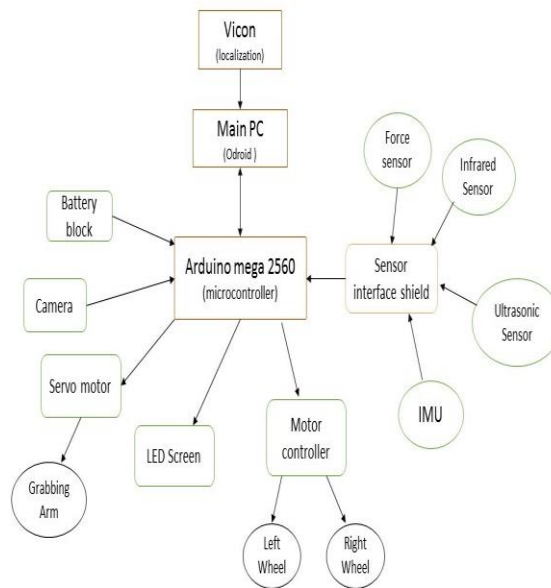 Vicon
(localization)
Main PC
(Odroid )
Force
sensor
Infrared
Sensor
Battery
block
Arduino mega 2560
(microcontroller)
Sensor
interface shield
Camera
Ultrasonic
Sensor
Servo motor
LED Screen
Motor
controller
IMU
Grabbing
Arm
Left
Wheel
Right
Wheel